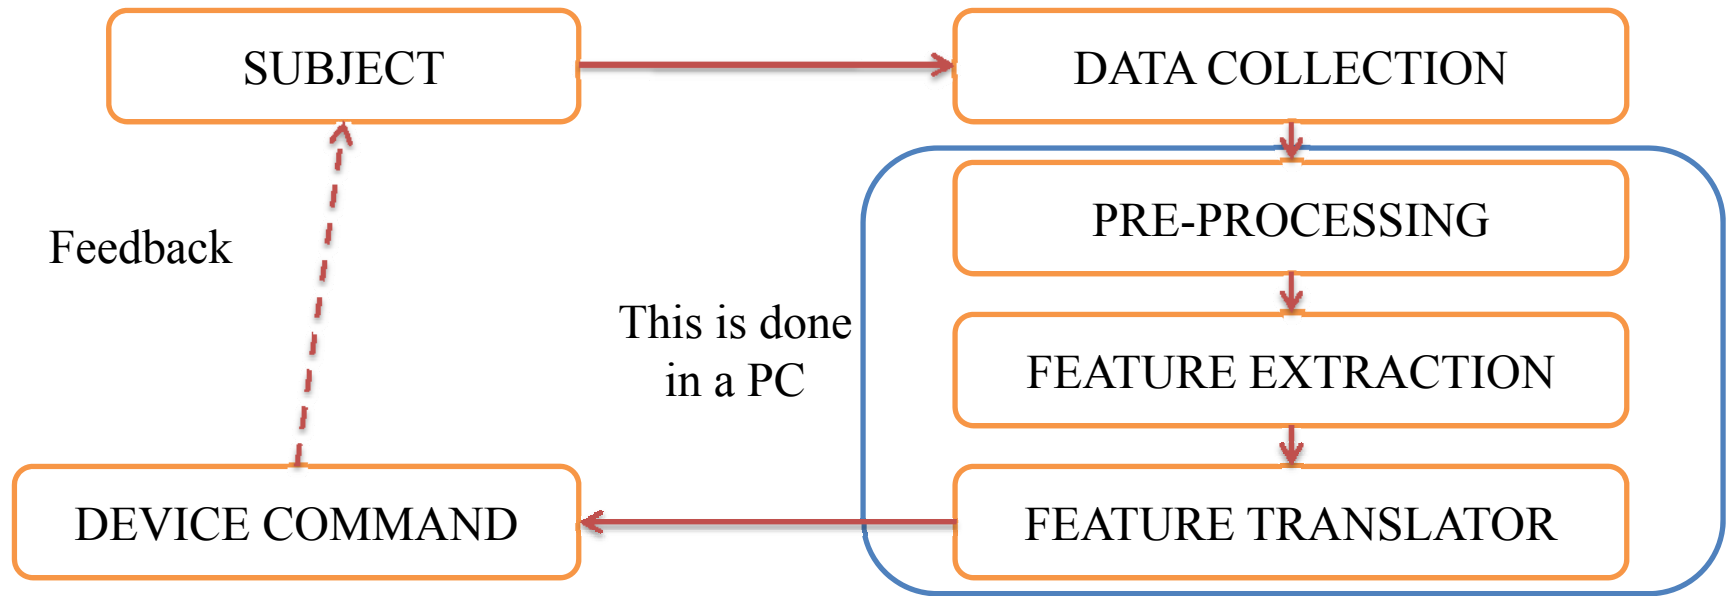 SUBJECT
DATA COLLECTION
PRE-PROCESSING
Feedback
This is done
in a PC
FEATURE EXTRACTION
DEVICE COMMAND
FEATURE TRANSLATOR